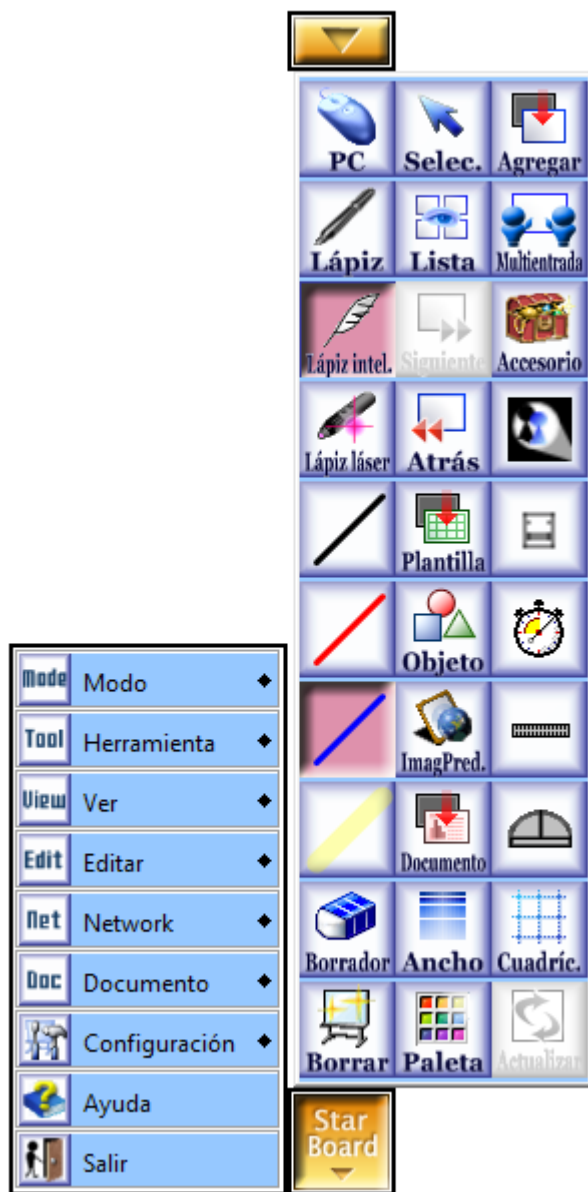 PC
Selec.
Agregar
Lápiz
Lista
Multientrada
Lápiz intel.
Siguiente
Accesorio
Lápiz láser
Atrás
Plantilla
Objeto
ImagPred.
Documento
Borrador
Ancho
Cuadríc.
Borrar
Paleta
Actualizar
Mode Modo
Tool Herramienta
View Ver
Edit Editar
Net Network
Doc Documento
Configuración
Ayuda
Salir
Star
Board